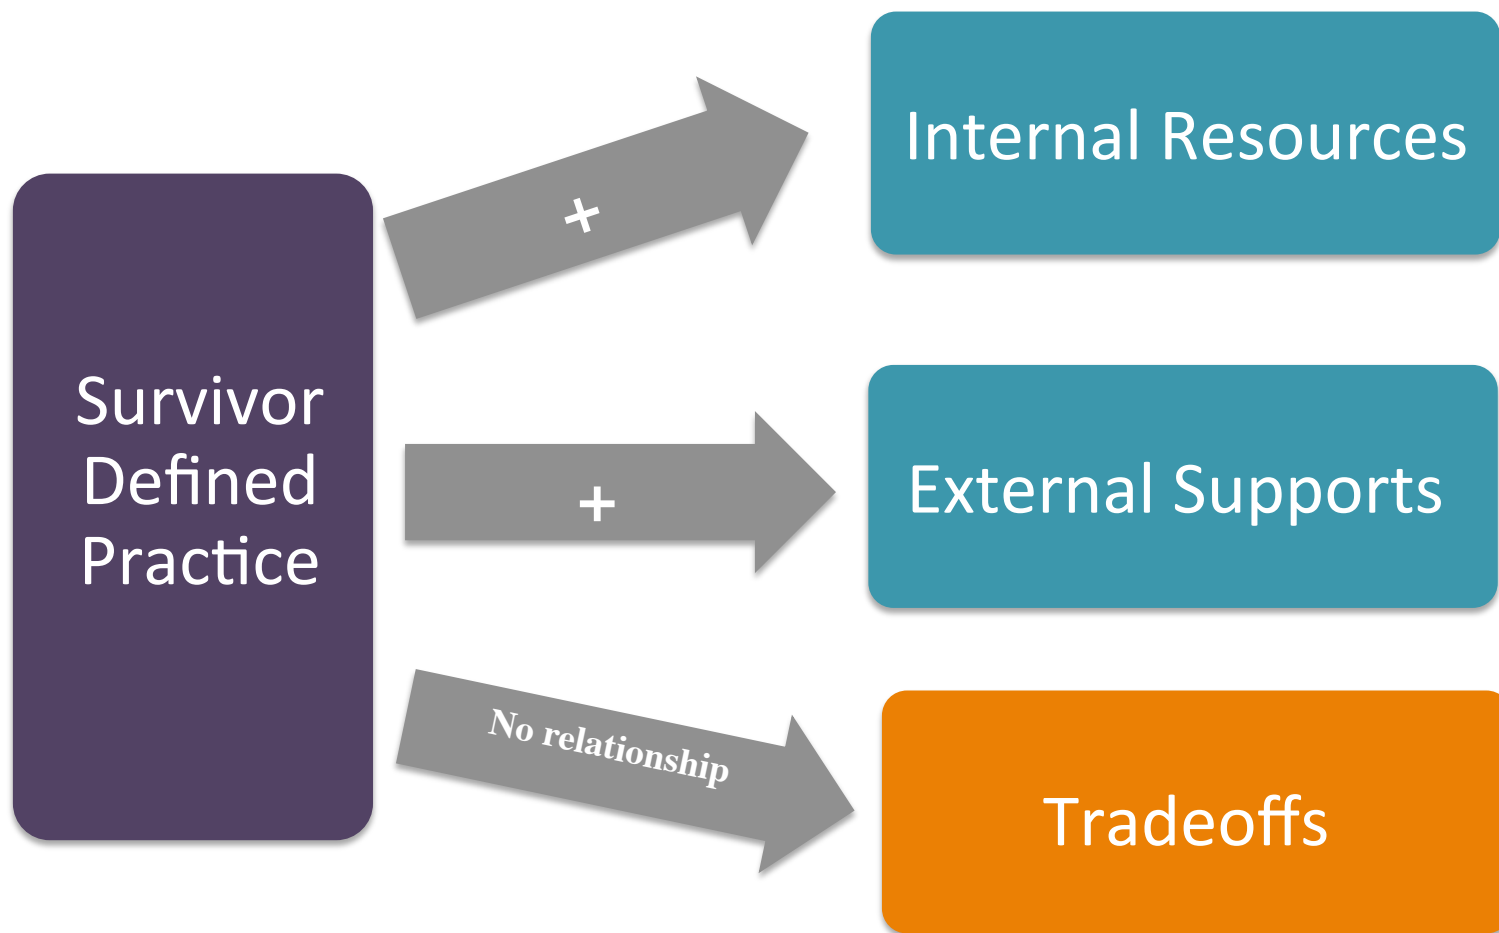 Survivor
Defined
Practice
+
Internal Resources
+
External Supports
No relationship
Tradeoffs